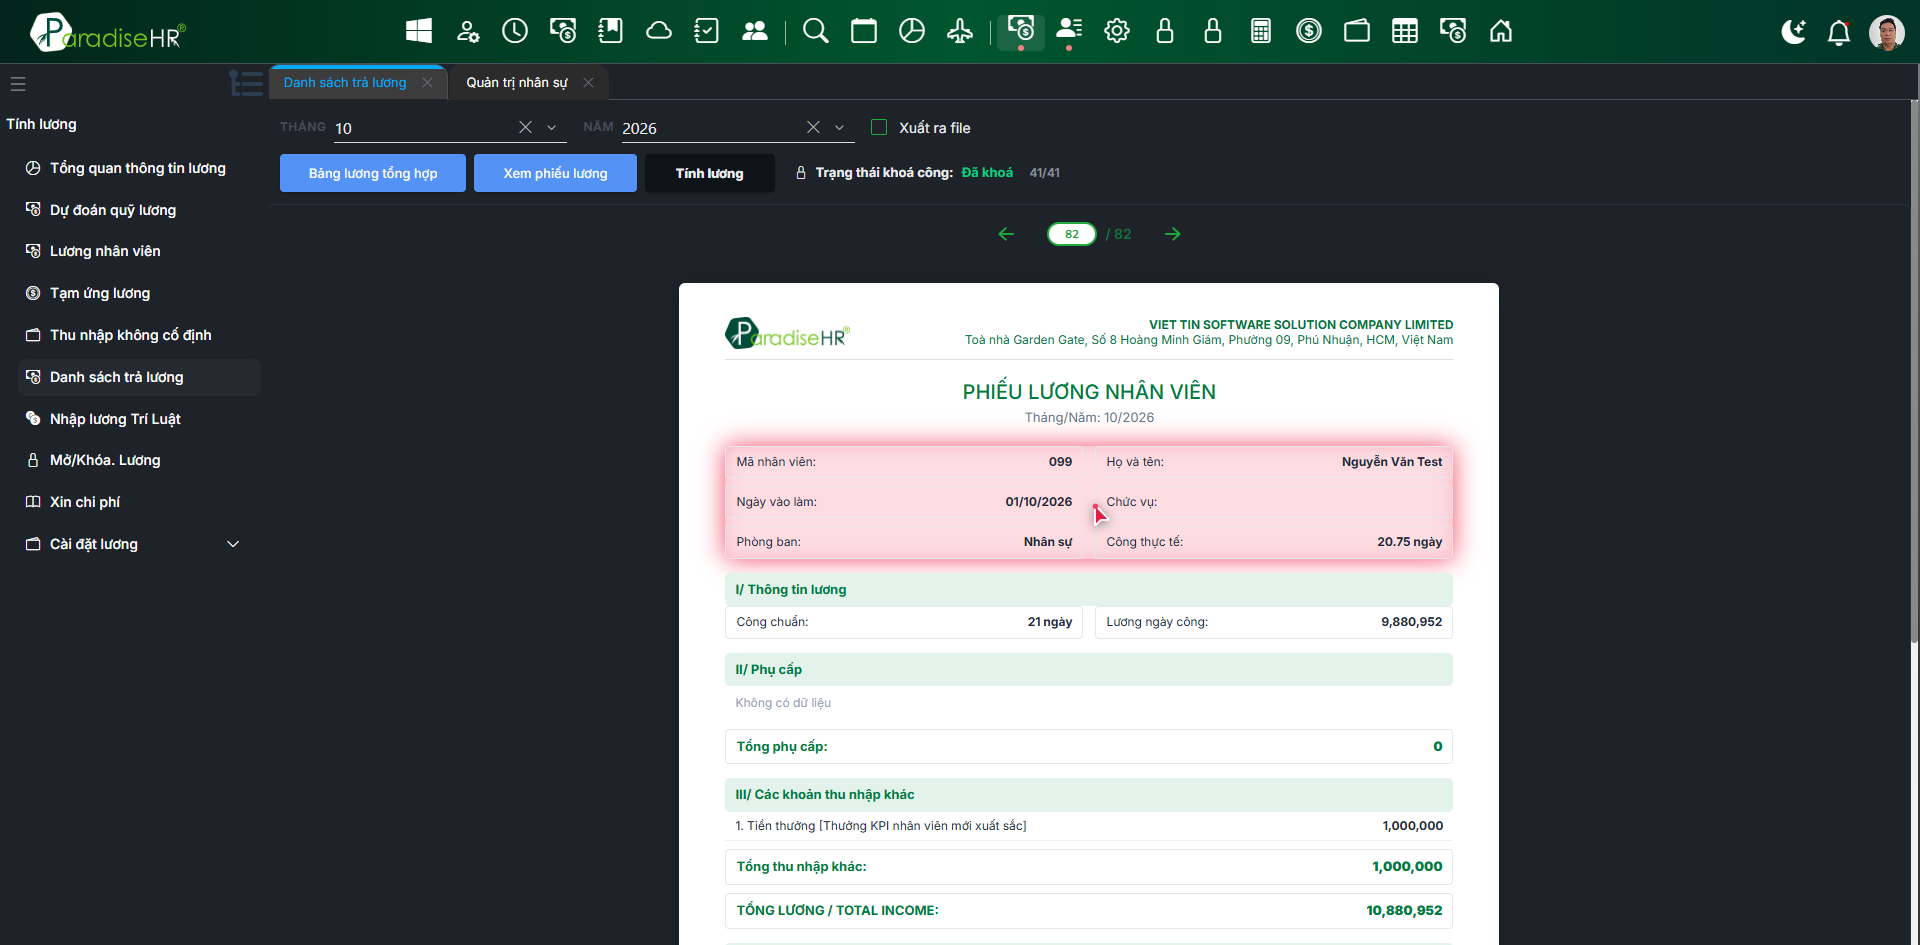 ParadiseHR®
Danh sách trả lương
Quản trị nhân sự
Tính lương
Tổng quan thông tin lương
Dự đoán quỹ lương
Lương nhân viên
Tạm ứng lương
Thu nhập không cố định
Danh sách trả lương
Nhập lương Trí Luật
Mở/Khóa. Lương
Xin chi phí
Cài đặt lương
THÁNG 10
NĂM 2026
Xuất ra file
Bảng lương tổng hợp
Xem phiếu lương
Tính lương
Trạng thái khoá công: Đã khoá 41/41
82 / 82
ParadiseHR®
VIET TIN SOFTWARE SOLUTION COMPANY LIMITED
Toà nhà Garden Gate, Số 8 Hoàng Minh Giám, Phường 09, Phú Nhuận, HCM, Việt Nam
PHIẾU LƯƠNG NHÂN VIÊN
Tháng/Năm: 10/2026
Mã nhân viên: 099 Họ và tên: Nguyễn Văn Test
Ngày vào làm: 01/10/2026 Chức vụ:
Phòng ban: Nhân sự Công thực tế: 20.75 ngày
I/ Thông tin lương
Công chuẩn: 21 ngày Lương ngày công: 9,880,952
II/ Phụ cấp
Không có dữ liệu
Tổng phụ cấp: 0
III/ Các khoản thu nhập khác
1. Tiền thưởng [Thưởng KPI nhân viên mới xuất sắc] 1,000,000
Tổng thu nhập khác: 1,000,000
TỔNG LƯƠNG / TOTAL INCOME: 10,880,952